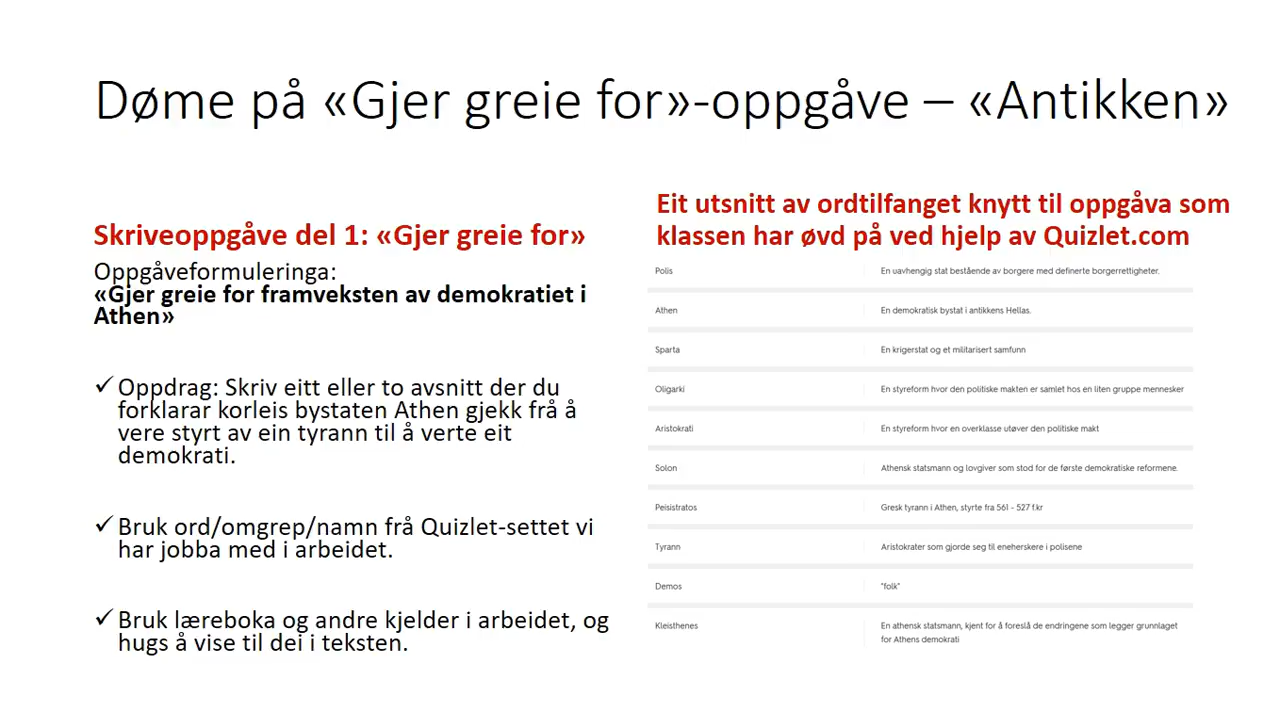 Døme på «Gjer greie for»-oppgåve – «Antikken»
Skriveoppgåve del 1: «Gjer greie for»
Oppgåveformuleringa:
«Gjer greie for framveksten av demokratiet i
Athen»
✓ Oppdrag: Skriv eitt eller to avsnitt der du
forklarar korleis bystaten Athen gjekk frå å
vere styrt av ein tyrann til å verte eit
demokrati.
✓ Bruk ord/omgrep/namn frå Quizlet-settet vi
har jobba med i arbeidet.
✓ Bruk læreboka og andre kjelder i arbeidet, og
hugs å vise til dei i teksten.
Eit utsnitt av ordtilfanget knytt til oppgåva som
klassen har øvd på ved hjelp av Quizlet.com
Polis En uavhengig stat bestående av borgere med definerte borgerrettigheter.
Athen En demokratisk bystat i antikkens Hellas.
Sparta En krigerstat og et militarisert samfunn
Oligarki En styreform hvor den politiske makten er samlet hos en liten gruppe mennesker
Aristokrati En styreform hvor en overklasse utøver den politiske makt
Solon Athensk statsmann og lovgiver som stod for de første demokratiske reformene.
Peisistratos Gresk tyrann i Athen, styrte fra 561 - 527 f.kr
Tyrann Aristokrater som gjorde seg til eneherskere i polisene
Demos "folk"
Kleisthenes En athensk statsmann, kjent for å foreslå de endringene som legger grunnlaget
for Athens demokrati